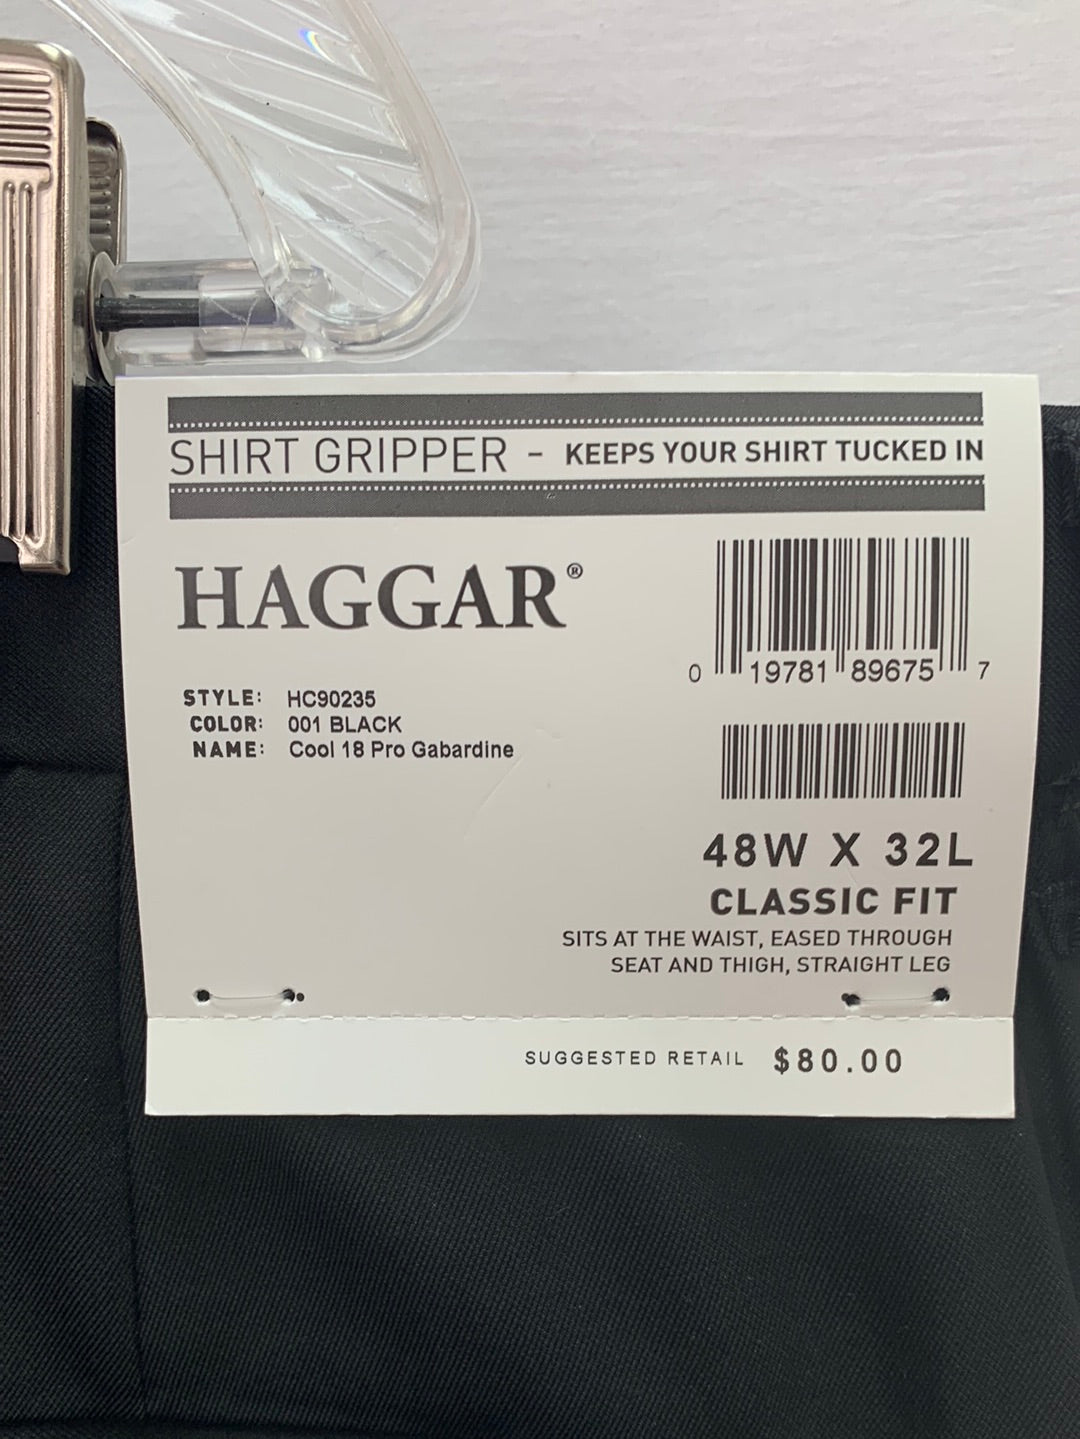 SHIRT GRIPPER - KEEPS YOUR SHIRT TUCKED IN
HAGGAR®
0 19781 89675 7
STYLE: HC90235
COLOR: 001 BLACK
NAME: Cool 18 Pro Gabardine
48W X 32L
CLASSIC FIT
SITS AT THE WAIST, EASED THROUGH
SEAT AND THIGH, STRAIGHT LEG
SUGGESTED RETAIL $80.00